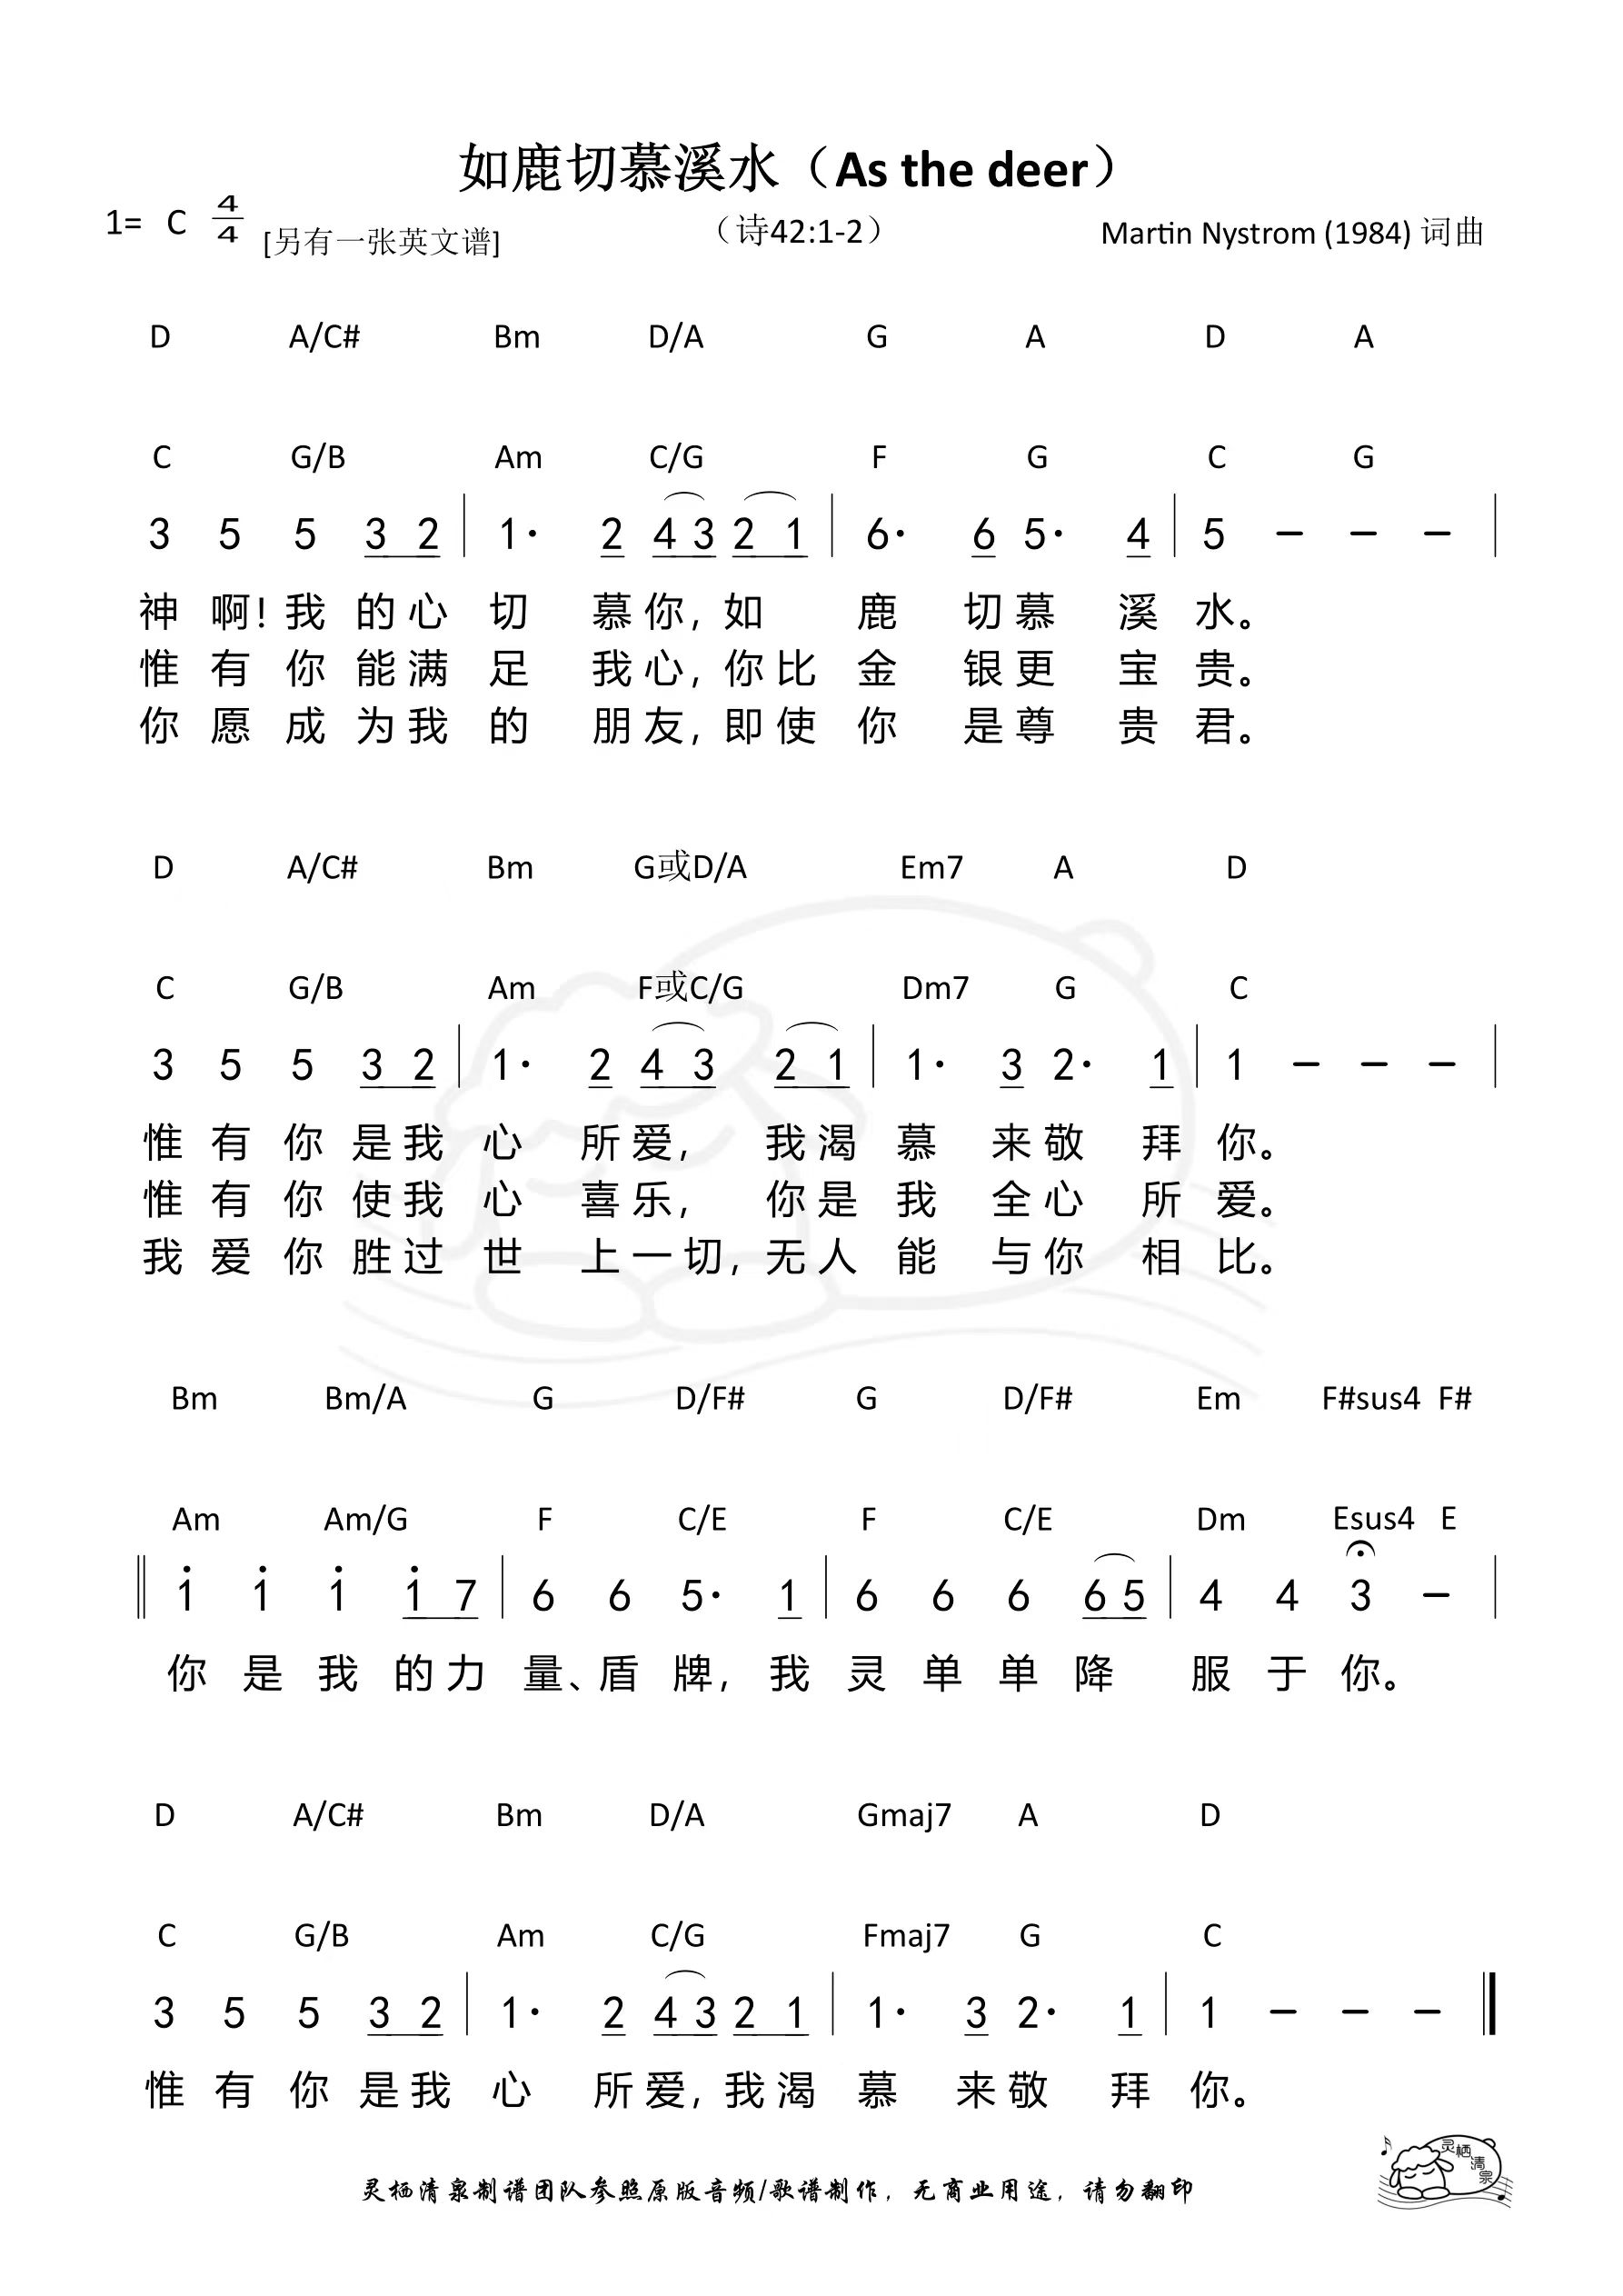 如鹿切慕溪水（As the deer）
1= C 4/4 [另有一张英文谱] （诗42:1-2） Martin Nystrom (1984) 词曲
D A/C# Bm D/A G A D A
C G/B Am C/G F G C G
3 5 5 3 2 | 1· 2 4 3 2 1 | 6· 6 5· 4 | 5 – – – |
神啊！我的心切慕你，如鹿切慕溪水。
惟有你能满足我心，你比金银更宝贵。
你愿成为我的朋友，即使你是尊贵君。
D A/C# Bm G或D/A Em7 A D
C G/B Am F或C/G Dm7 G C
3 5 5 3 2 | 1· 2 4 3 2 1 | 1· 3 2· 1 | 1 – – – |
惟有你是我心所爱，我渴慕来敬拜你。
惟有你使我心喜乐，你是我全心所爱。
我爱你胜过世上一切，无人能与你相比。
Bm Bm/A G D/F# G D/F# Em F#sus4 F#
Am Am/G F C/E F C/E Dm Esus4 E
‖ 1̇ 1̇ 1̇ 1̇ 7 | 6 6 5· 1 | 6 6 6 6 5 | 4 4 3 – |
你是我的力量、盾牌，我灵单单降服于你。
D A/C# Bm D/A Gmaj7 A D
C G/B Am C/G Fmaj7 G C
3 5 5 3 2 | 1· 2 4 3 2 1 | 1· 3 2· 1 | 1 – – – ‖
惟有你是我心所爱，我渴慕来敬拜你。
灵栖清泉
灵栖清泉制谱团队参照原版音频/歌谱制作，无商业用途，请勿翻印